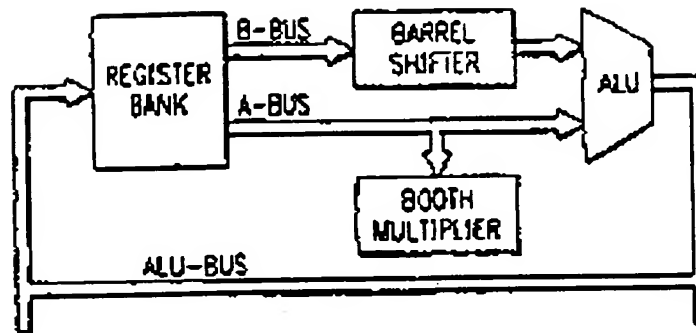 B-BUS
BARREL
SHIFTER
REGISTER
BANK
ALU
A-BUS
BOOTH
MULTIPLIER
ALU-BUS